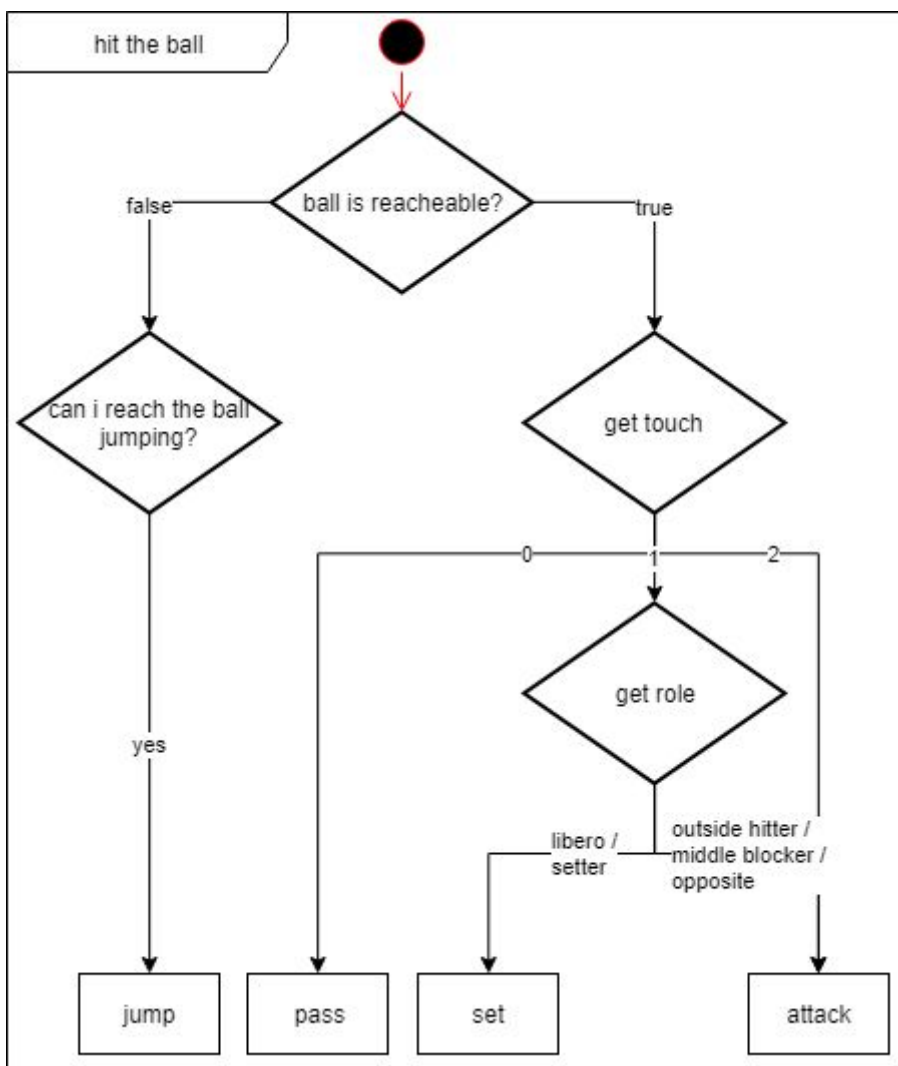 hit the ball
ball is reacheable?
false
true
can i reach the ball
jumping?
get touch
0
1
2
get role
yes
libero /
setter
outside hitter /
middle blocker /
opposite
jump
pass
set
attack